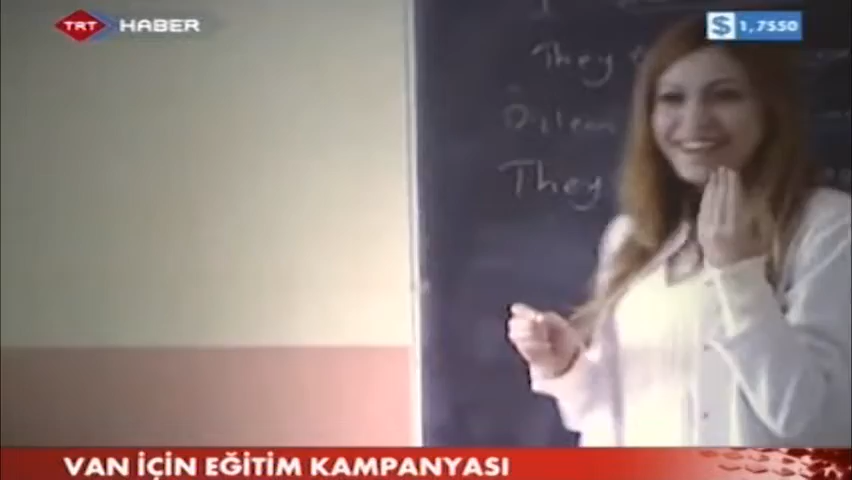 TRT HABER
$ 1,7550
They
Dilem
They
VAN İÇİN EĞİTİM KAMPANYASI